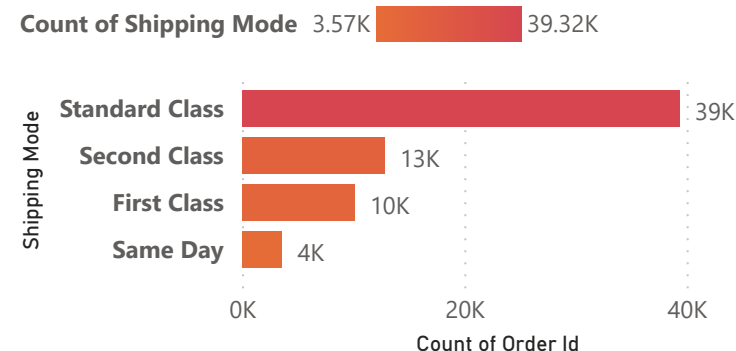 Count of Shipping Mode 3.57K 39.32K
Shipping Mode
Standard Class 39K
Second Class 13K
First Class 10K
Same Day 4K
0K 20K 40K
Count of Order Id